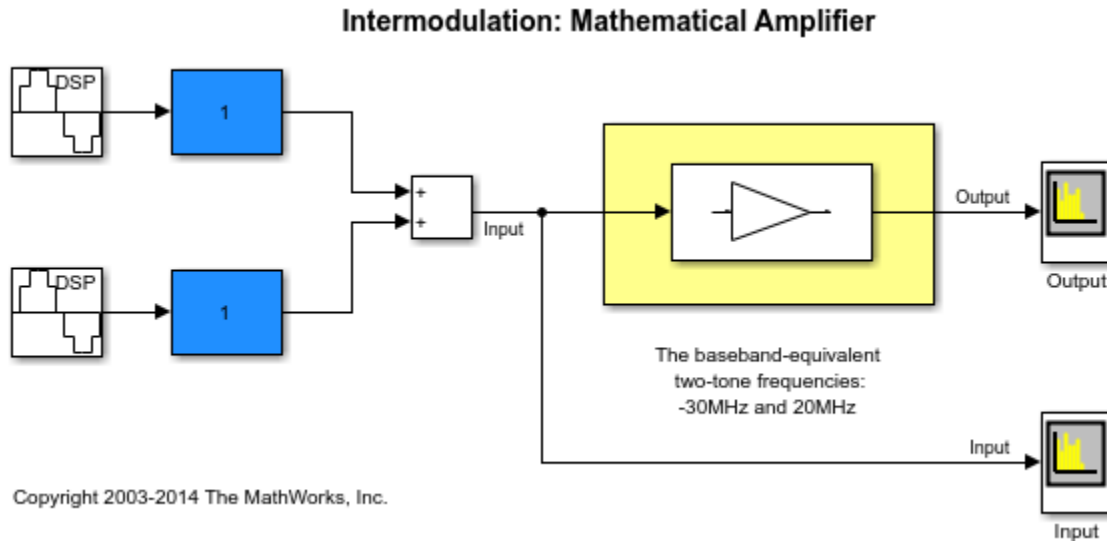 Intermodulation: Mathematical Amplifier
DSP
1
+
+
Input
DSP
1
Output
Output
The baseband-equivalent
two-tone frequencies:
-30MHz and 20MHz
Input
Input
Copyright 2003-2014 The MathWorks, Inc.